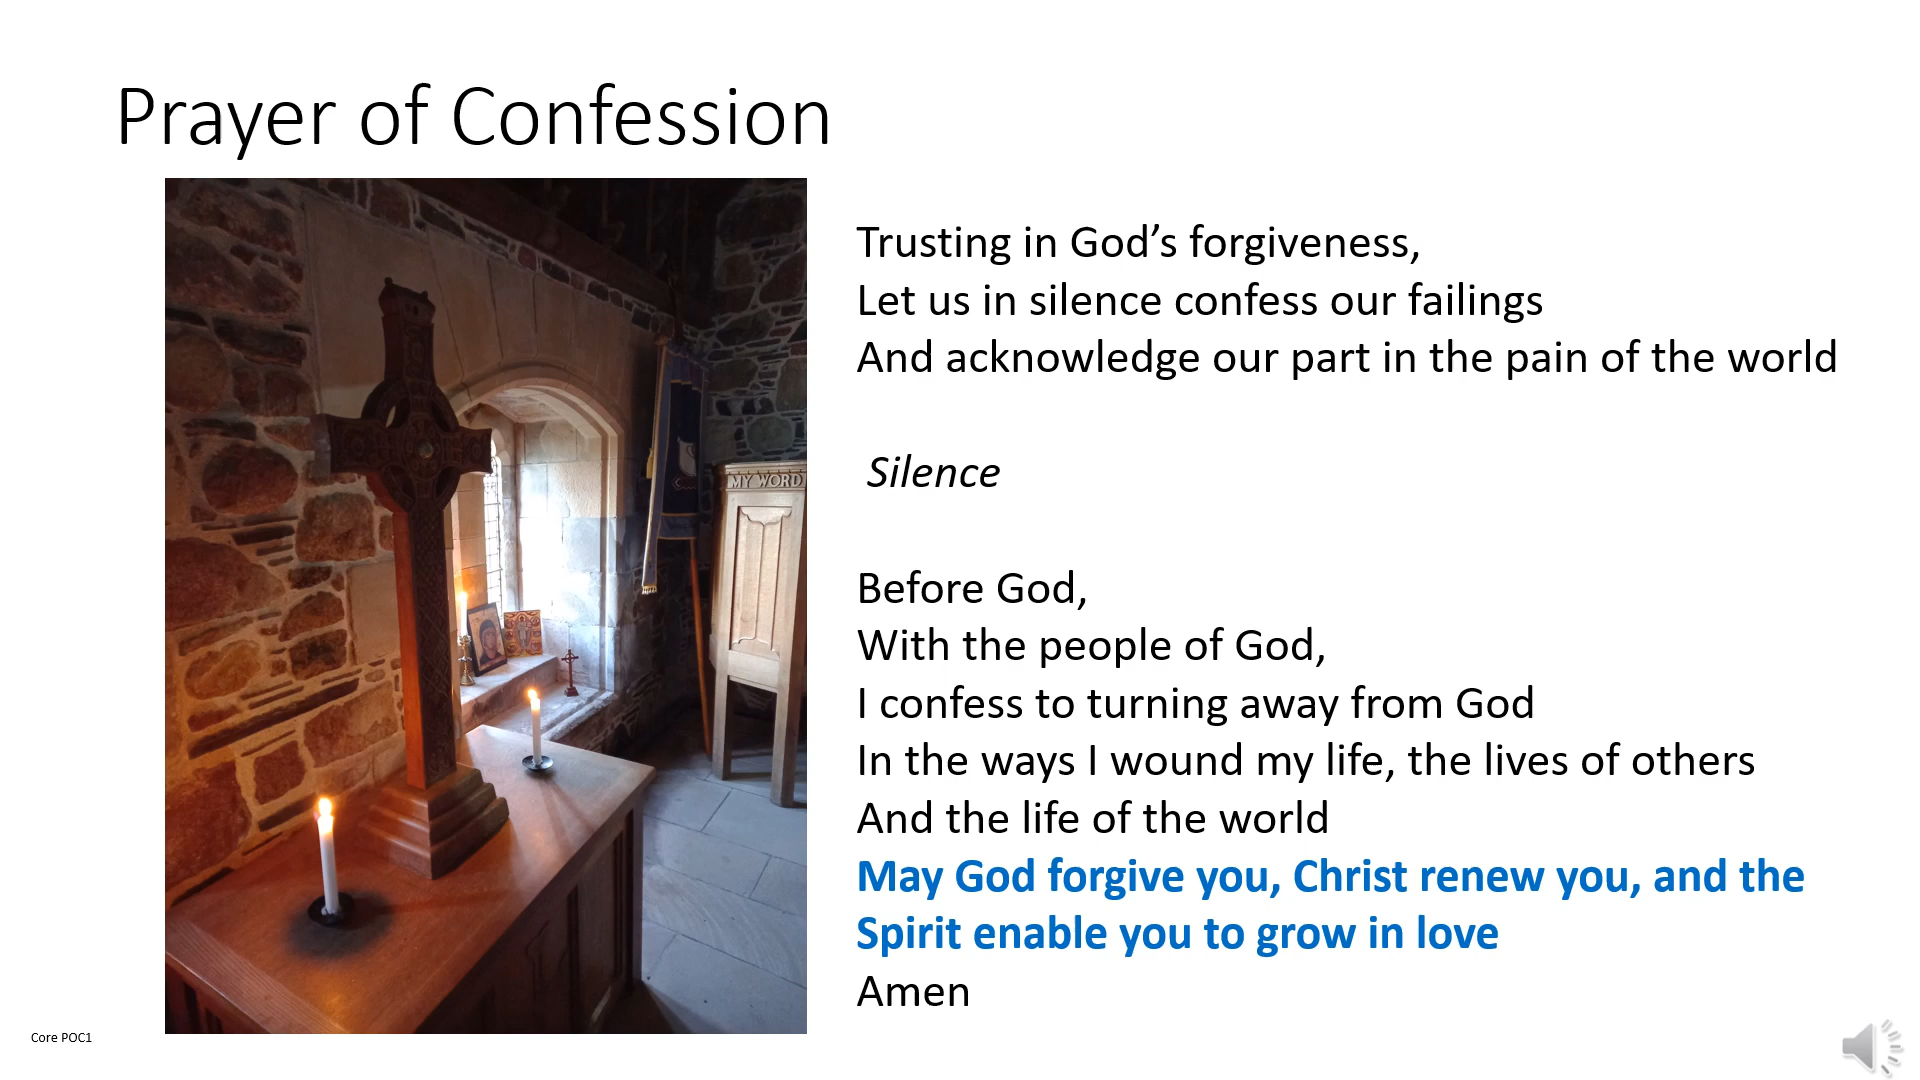 Prayer of Confession
Trusting in God’s forgiveness,
Let us in silence confess our failings
And acknowledge our part in the pain of the world
Silence
Before God,
With the people of God,
I confess to turning away from God
In the ways I wound my life, the lives of others
And the life of the world
May God forgive you, Christ renew you, and the
Spirit enable you to grow in love
Amen
MY WORD
Core POC1